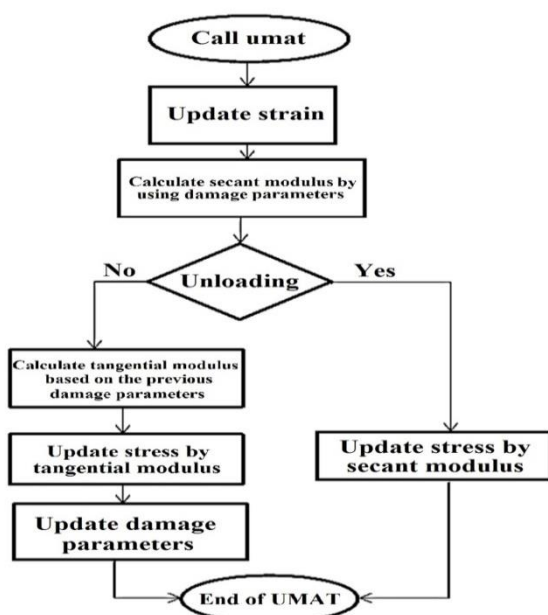 Call umat
Update strain
Calculate secant modulus by
using damage parameters
No
Unloading
Yes
Calculate tangential modulus
based on the previous
damage parameters
Update stress by
tangential modulus
Update stress by
secant modulus
Update damage
parameters
End of UMAT